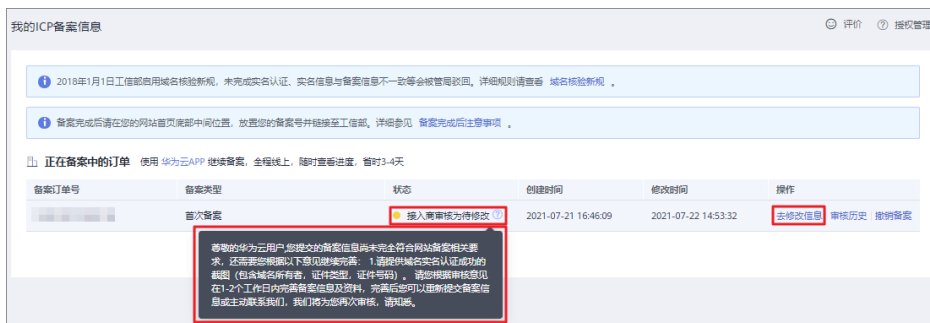 我的ICP备案信息
评价
授权管理
2018年1月1日工信部启用域名核验新规，未完成实名认证、实名信息与备案信息不一致等会被管局驳回。详细规则请查看 域名核验新规 。
备案完成后请在您的网站首页底部中间位置，放置您的备案号并链接至工信部。详细参见 备案完成后注意事项 。
正在备案中的订单 使用 华为云APP 继续备案，全程线上，随时查看进度，暂时3-4天
备案订单号 备案类型 状态 创建时间 修改时间 操作
首次备案 接入商审核为待修改 2021-07-21 16:46:09 2021-07-22 14:53:32 去修改信息 审核历史 撤销备案
尊敬的华为云用户,您提交的备案信息尚未完全符合网站备案相关要
求，还需要您根据以下意见继续完善： 1.请提供域名实名认证成功的
截图（包含域名所有者，证件类型，证件号码）。 请您根据审核意见
在1-2个工作日内完善备案信息及资料，完善后您可以重新提交备案信
息或主动联系我们，我们将为您再次审核，请知悉。